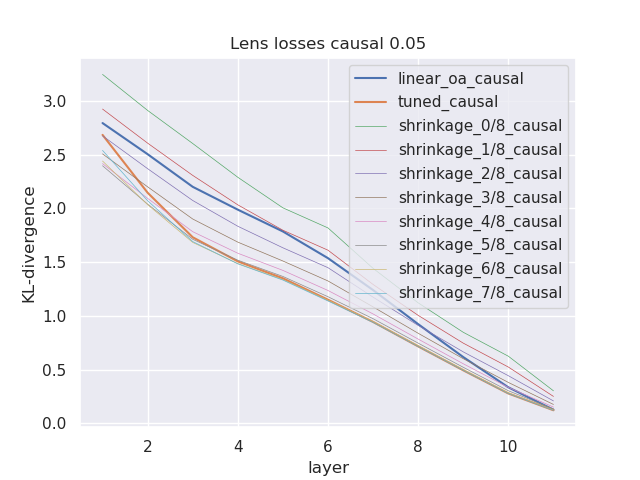 Lens losses causal 0.05
linear_oa_causal
tuned_causal
shrinkage_0/8_causal
shrinkage_1/8_causal
shrinkage_2/8_causal
shrinkage_3/8_causal
shrinkage_4/8_causal
shrinkage_5/8_causal
shrinkage_6/8_causal
shrinkage_7/8_causal
KL-divergence
3.0
2.5
2.0
1.5
1.0
0.5
0.0
2 4 6 8 10
layer